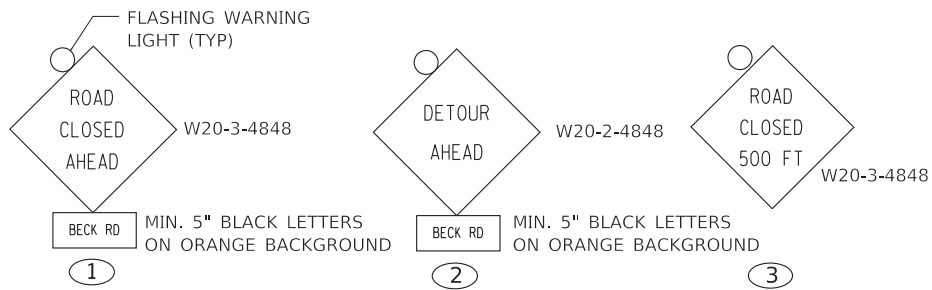 FLASHING WARNING
LIGHT (TYP)
ROAD
CLOSED
AHEAD
W20-3-4848
BECK RD
MIN. 5" BLACK LETTERS
ON ORANGE BACKGROUND
1
DETOUR
AHEAD
W20-2-4848
BECK RD
MIN. 5" BLACK LETTERS
ON ORANGE BACKGROUND
2
ROAD
CLOSED
500 FT
W20-3-4848
3